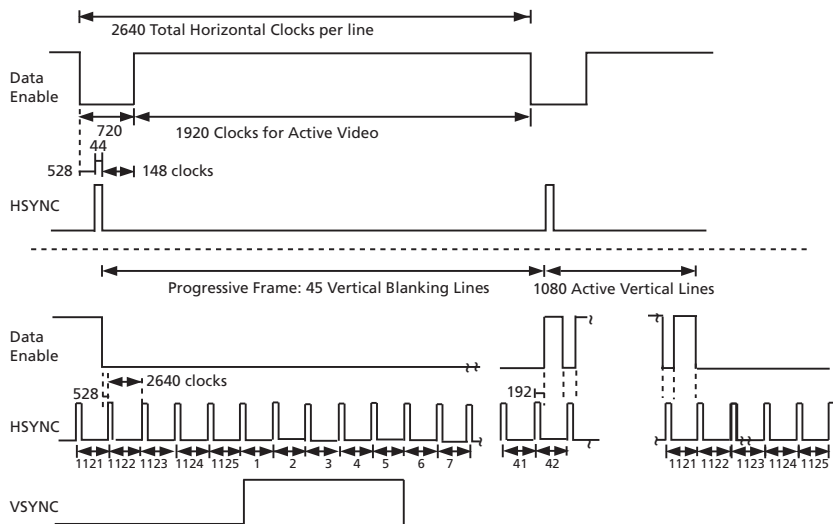 2640 Total Horizontal Clocks per line
Data
Enable
720
1920 Clocks for Active Video
44
528
148 clocks
HSYNC
Progressive Frame: 45 Vertical Blanking Lines
1080 Active Vertical Lines
Data
Enable
528
2640 clocks
192
HSYNC
1121 1122 1123 1124 1125 1 2 3 4 5 6 7 41 42 1121 1122 1123 1124 1125
VSYNC